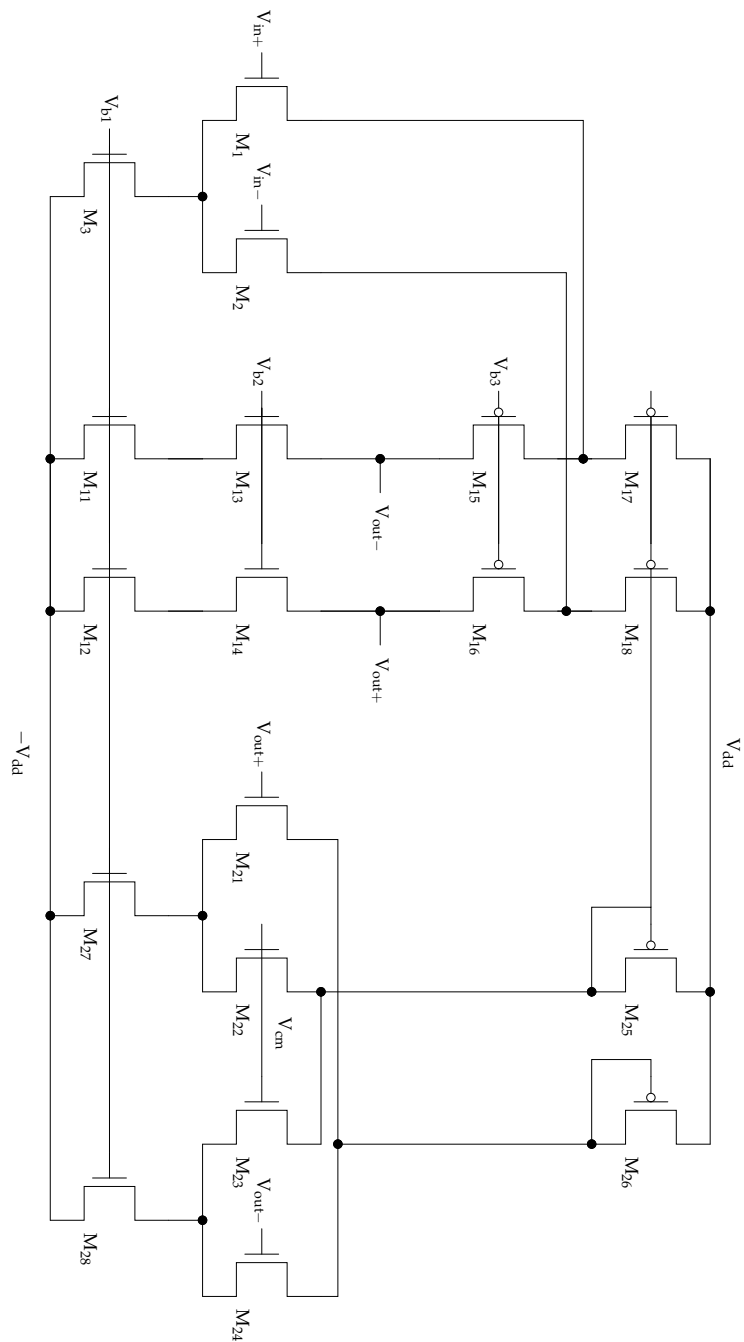 V_in+
V_b1
M_1
V_in−
M_3
M_2
V_b2
V_b3
M_11
M_13
M_15
M_17
V_out−
M_12
M_14
M_16
M_18
V_out+
−V_dd
V_out+
V_dd
M_21
M_27
M_22
V_cm
M_25
M_23
V_out−
M_26
M_28
M_24